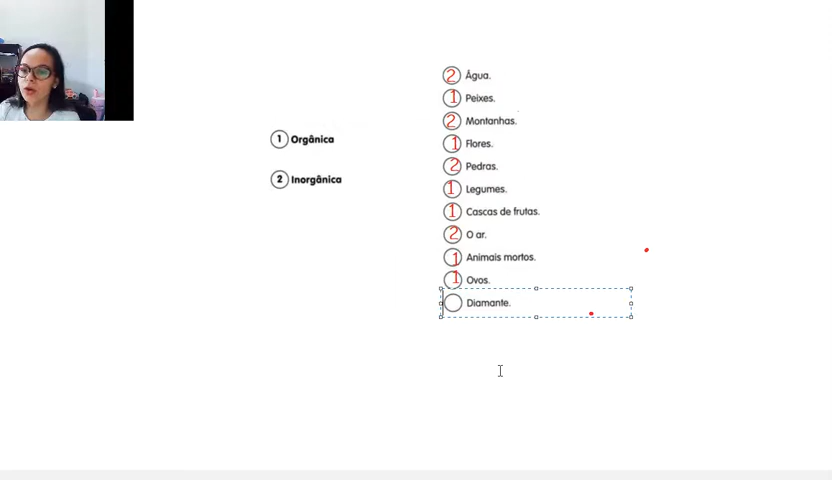 1 Orgânica
2 Inorgânica
2 Água.
1 Peixes.
2 Montanhas.
1 Flores.
2 Pedras.
1 Legumes.
1 Cascas de frutas.
2 O ar.
1 Animais mortos.
1 Ovos.
Diamante.